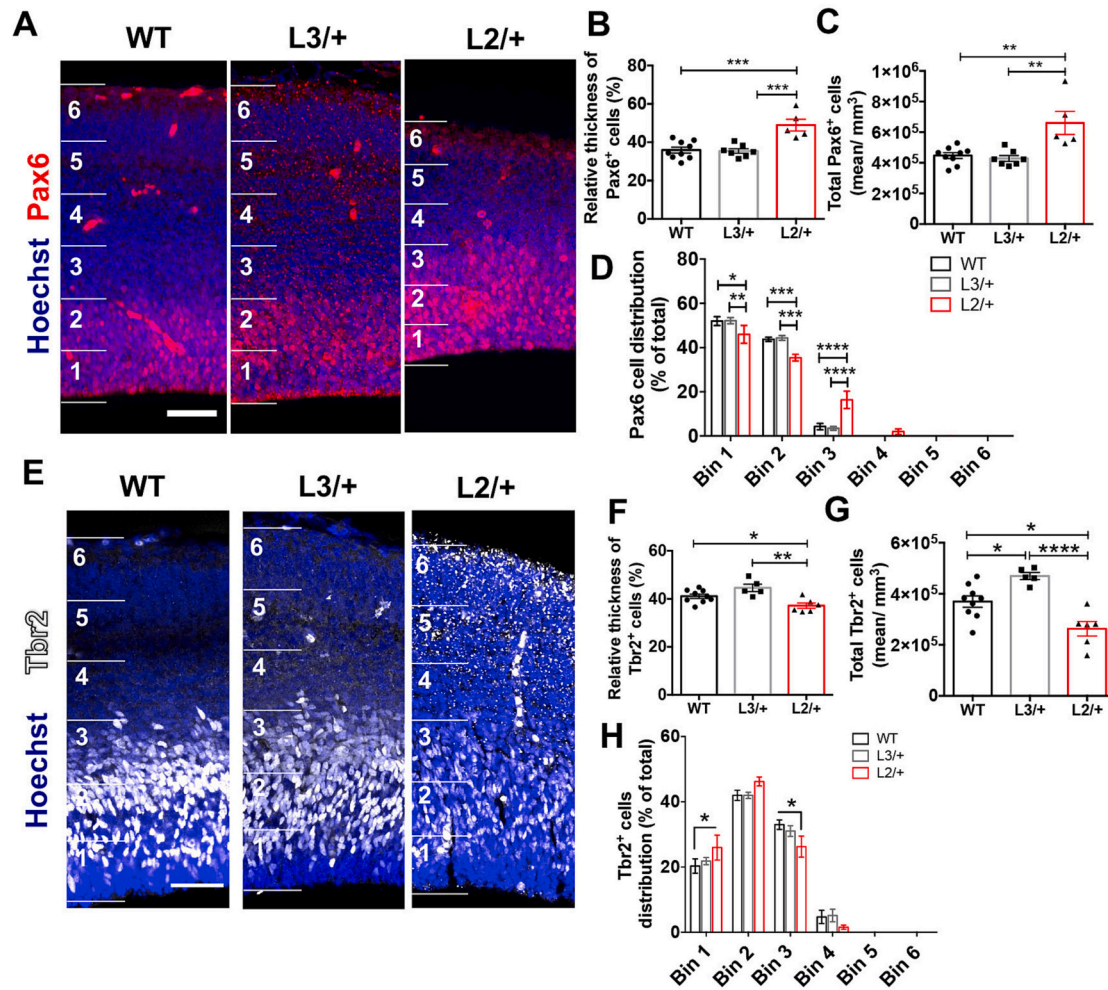 A
WT
L3/+
L2/+
Hoechst Pax6
6
5
4
3
2
1
6
5
4
3
2
1
6
5
4
3
2
1
B
Relative thickness of
Pax6⁺ cells (%)
80
60
40
20
0
***
***
WT
L3/+
L2/+
C
Total Pax6⁺ cells
(mean/ mm³)
1×10⁶
8×10⁵
6×10⁵
4×10⁵
2×10⁵
0
**
**
WT
L3/+
L2/+
D
WT
L3/+
L2/+
Pax6 cell distribution
(% of total)
60
40
20
0
*
**
***
***
****
****
Bin 1
Bin 2
Bin 3
Bin 4
Bin 5
Bin 6
E
WT
L3/+
L2/+
Hoechst Tbr2
6
5
4
3
2
1
6
5
4
3
2
1
6
5
4
3
2
1
F
Relative thickness of
Tbr2⁺ cells (%)
60
40
20
0
*
**
WT
L3/+
L2/+
G
Total Tbr2⁺ cells
(mean/ mm³)
6×10⁵
4×10⁵
2×10⁵
0
*
*
****
WT
L3/+
L2/+
H
WT
L3/+
L2/+
Tbr2⁺ cells
distribution (% of total)
60
40
20
0
*
*
Bin 1
Bin 2
Bin 3
Bin 4
Bin 5
Bin 6